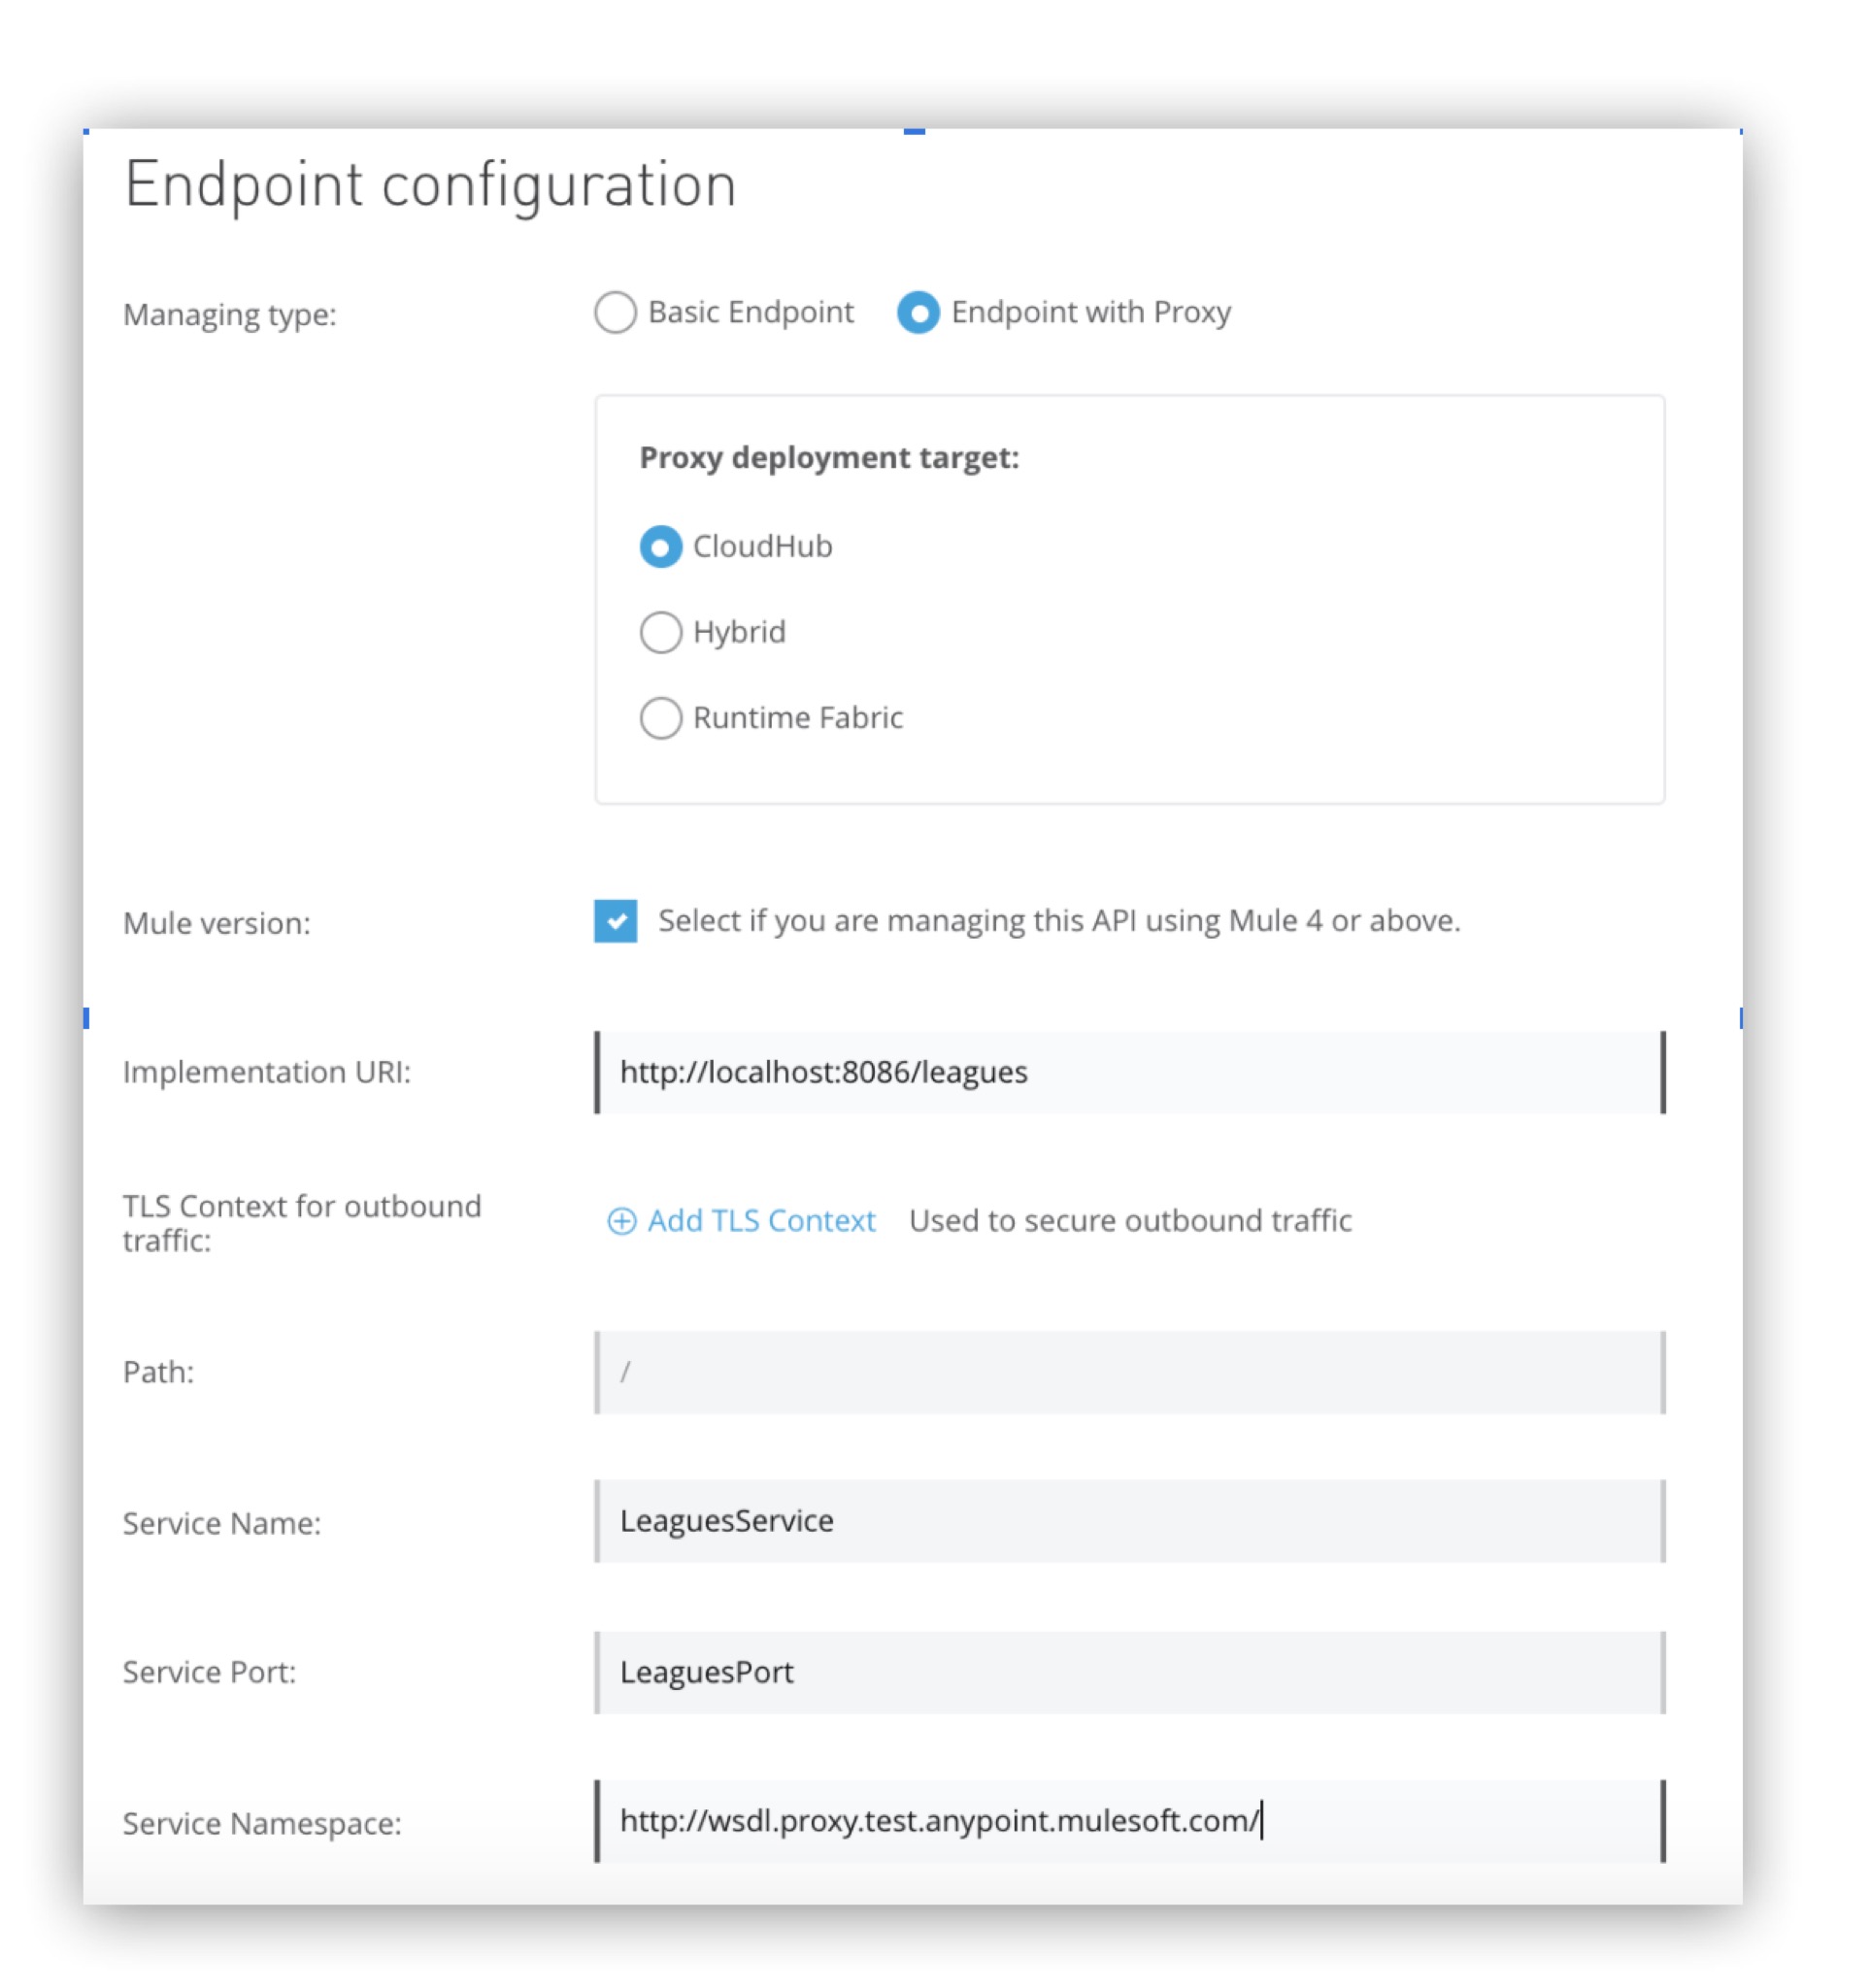 Endpoint configuration
Managing type:
Basic Endpoint
Endpoint with Proxy
Proxy deployment target:
CloudHub
Hybrid
Runtime Fabric
Mule version:
Select if you are managing this API using Mule 4 or above.
Implementation URI:
http://localhost:8086/leagues
TLS Context for outbound
traffic:
Add TLS Context
Used to secure outbound traffic
Path:
/
Service Name:
LeaguesService
Service Port:
LeaguesPort
Service Namespace:
http://wsdl.proxy.test.anypoint.mulesoft.com/